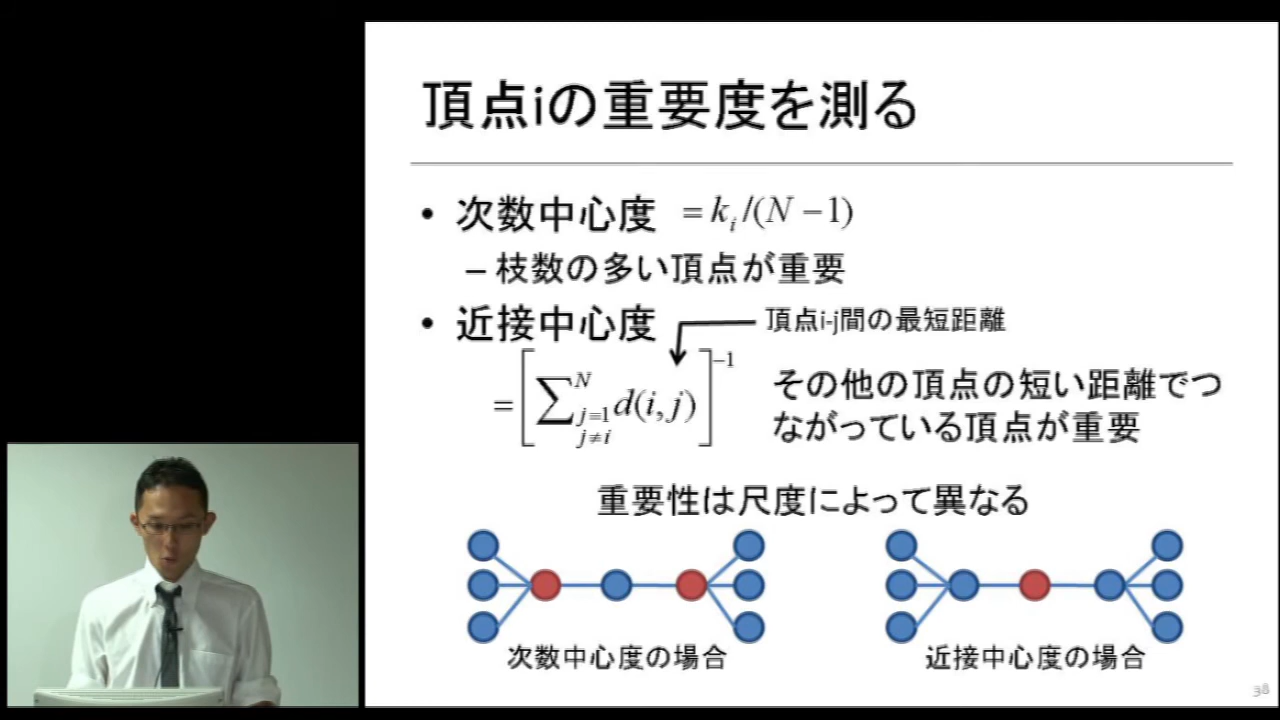 頂点iの重要度を測る
• 次数中心度 = k_i /(N − 1)
– 枝数の多い頂点が重要
• 近接中心度
頂点i-j間の最短距離
= [ ∑_{j=1, j≠i}^{N} d(i, j) ]^{−1}
その他の頂点の短い距離でつ
ながっている頂点が重要
重要性は尺度によって異なる
次数中心度の場合
近接中心度の場合
38